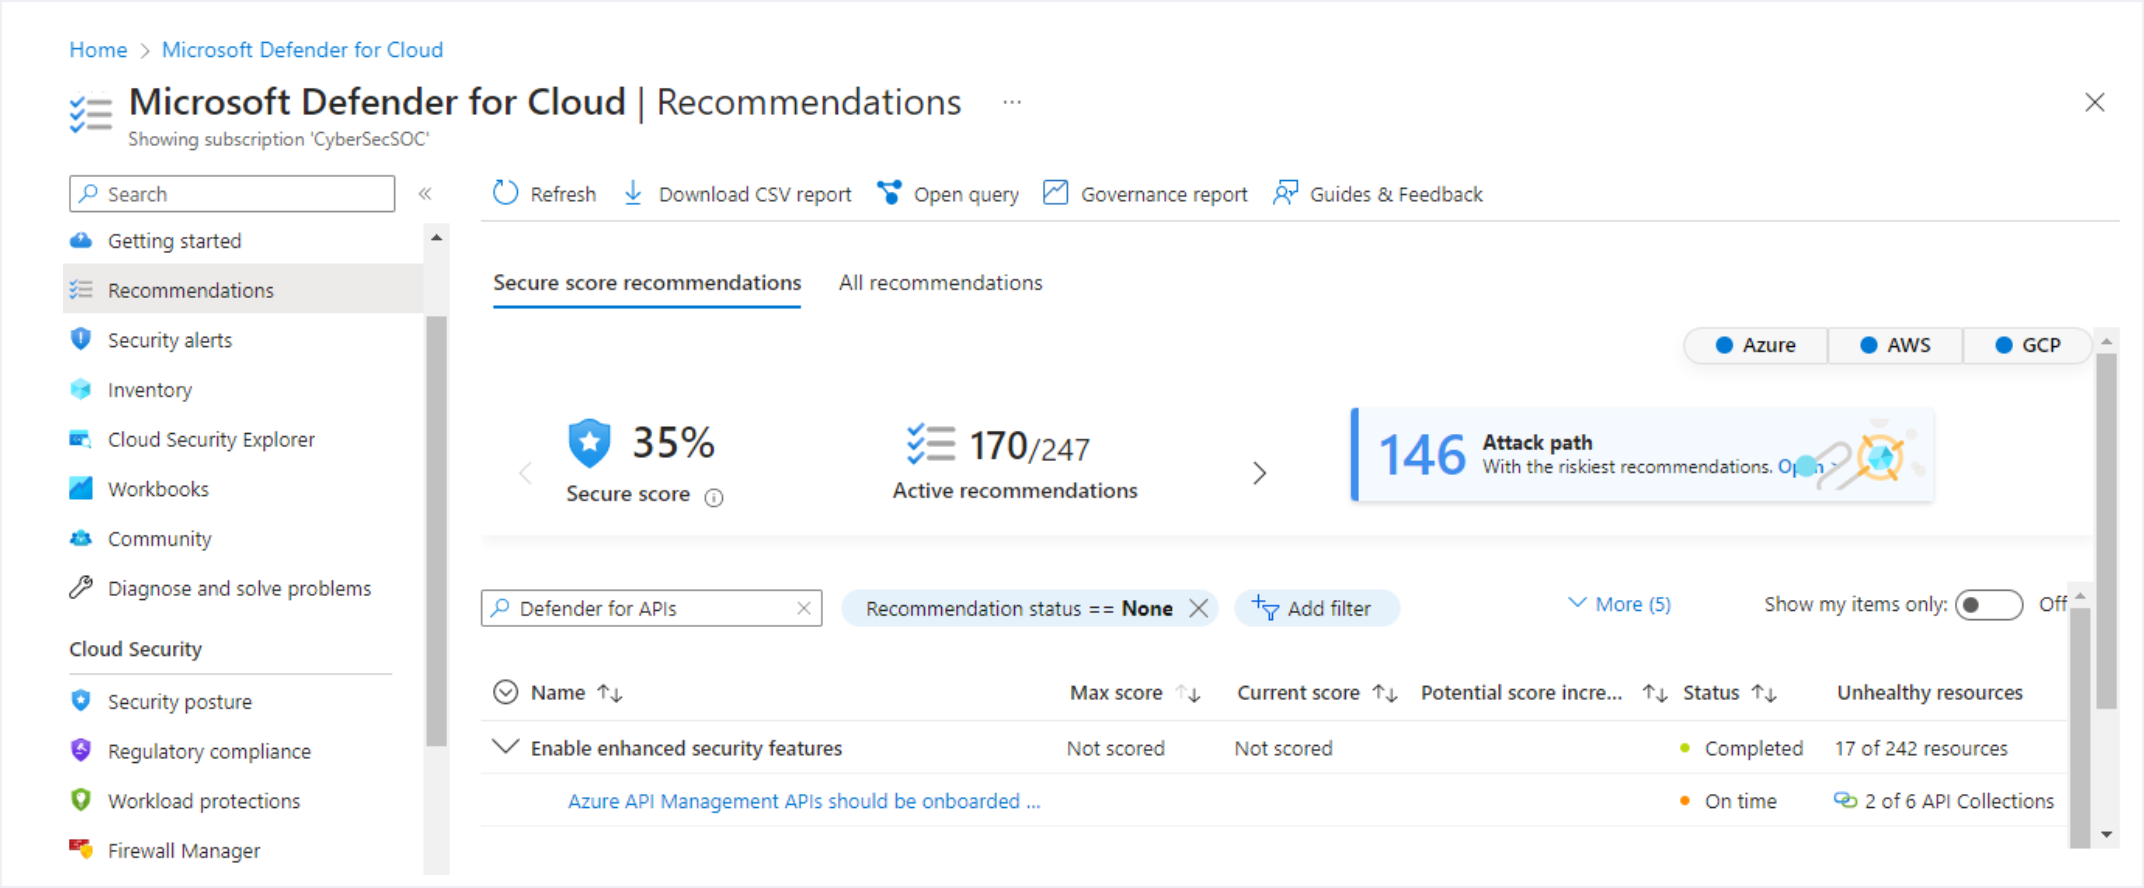 Home > Microsoft Defender for Cloud
Microsoft Defender for Cloud | Recommendations ...
Showing subscription 'CyberSecSOC'
Search «
Refresh Download CSV report Open query Governance report Guides & Feedback
Getting started
Recommendations
Security alerts
Inventory
Cloud Security Explorer
Workbooks
Community
Diagnose and solve problems
Cloud Security
Security posture
Regulatory compliance
Workload protections
Firewall Manager
Secure score recommendations All recommendations
Azure AWS GCP
35%
Secure score
170/247
Active recommendations
146 Attack path
With the riskiest recommendations. Open >
Defender for APIs Recommendation status == None Add filter More (5) Show my items only: Off
Name Max score Current score Potential score incre... Status Unhealthy resources
Enable enhanced security features Not scored Not scored Completed 17 of 242 resources
Azure API Management APIs should be onboarded ... On time 2 of 6 API Collections